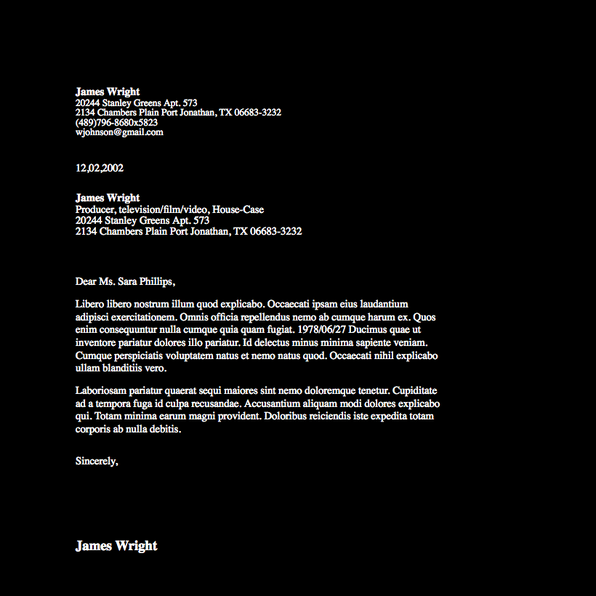 James Wright
20244 Stanley Greens Apt. 573
2134 Chambers Plain Port Jonathan, TX 06683-3232
(489)796-8680x5823
wjohnson@gmail.com
12,02,2002
James Wright
Producer, television/film/video, House-Case
20244 Stanley Greens Apt. 573
2134 Chambers Plain Port Jonathan, TX 06683-3232
Dear Ms. Sara Phillips,
Libero libero nostrum illum quod explicabo. Occaecati ipsam eius laudantium
adipisci exercitationem. Omnis officia repellendus nemo ab cumque harum ex. Quos
enim consequuntur nulla cumque quia quam fugiat. 1978/06/27 Ducimus quae ut
inventore pariatur dolores illo pariatur. Id delectus minus minima sapiente veniam.
Cumque perspiciatis voluptatem natus et nemo natus quod. Occaecati nihil explicabo
ullam blanditiis vero.
Laboriosam pariatur quaerat sequi maiores sint nemo doloremque tenetur. Cupiditate
ad a tempora fuga id culpa recusandae. Accusantium aliquam modi dolores explicabo
qui. Totam minima earum magni provident. Doloribus reiciendis iste expedita totam
corporis ab nulla debitis.
Sincerely,
James Wright